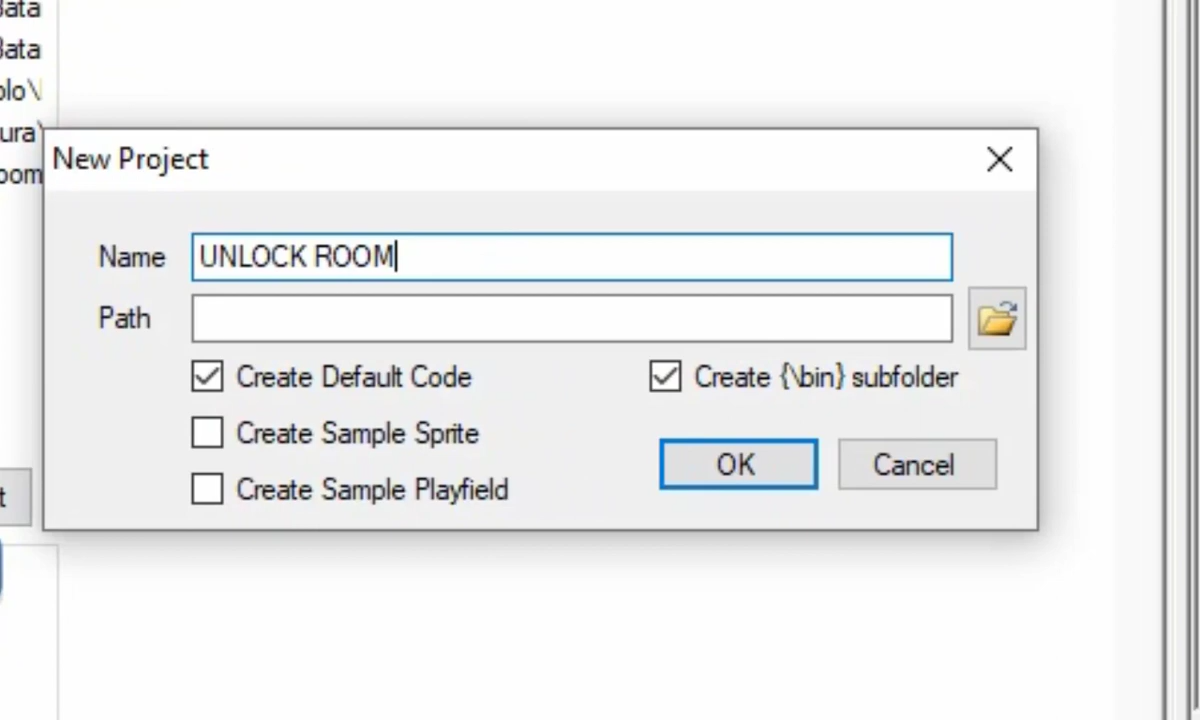 New Project
Name UNLOCK ROOM
Path
Create Default Code Create {\bin} subfolder
Create Sample Sprite
OK Cancel
Create Sample Playfield